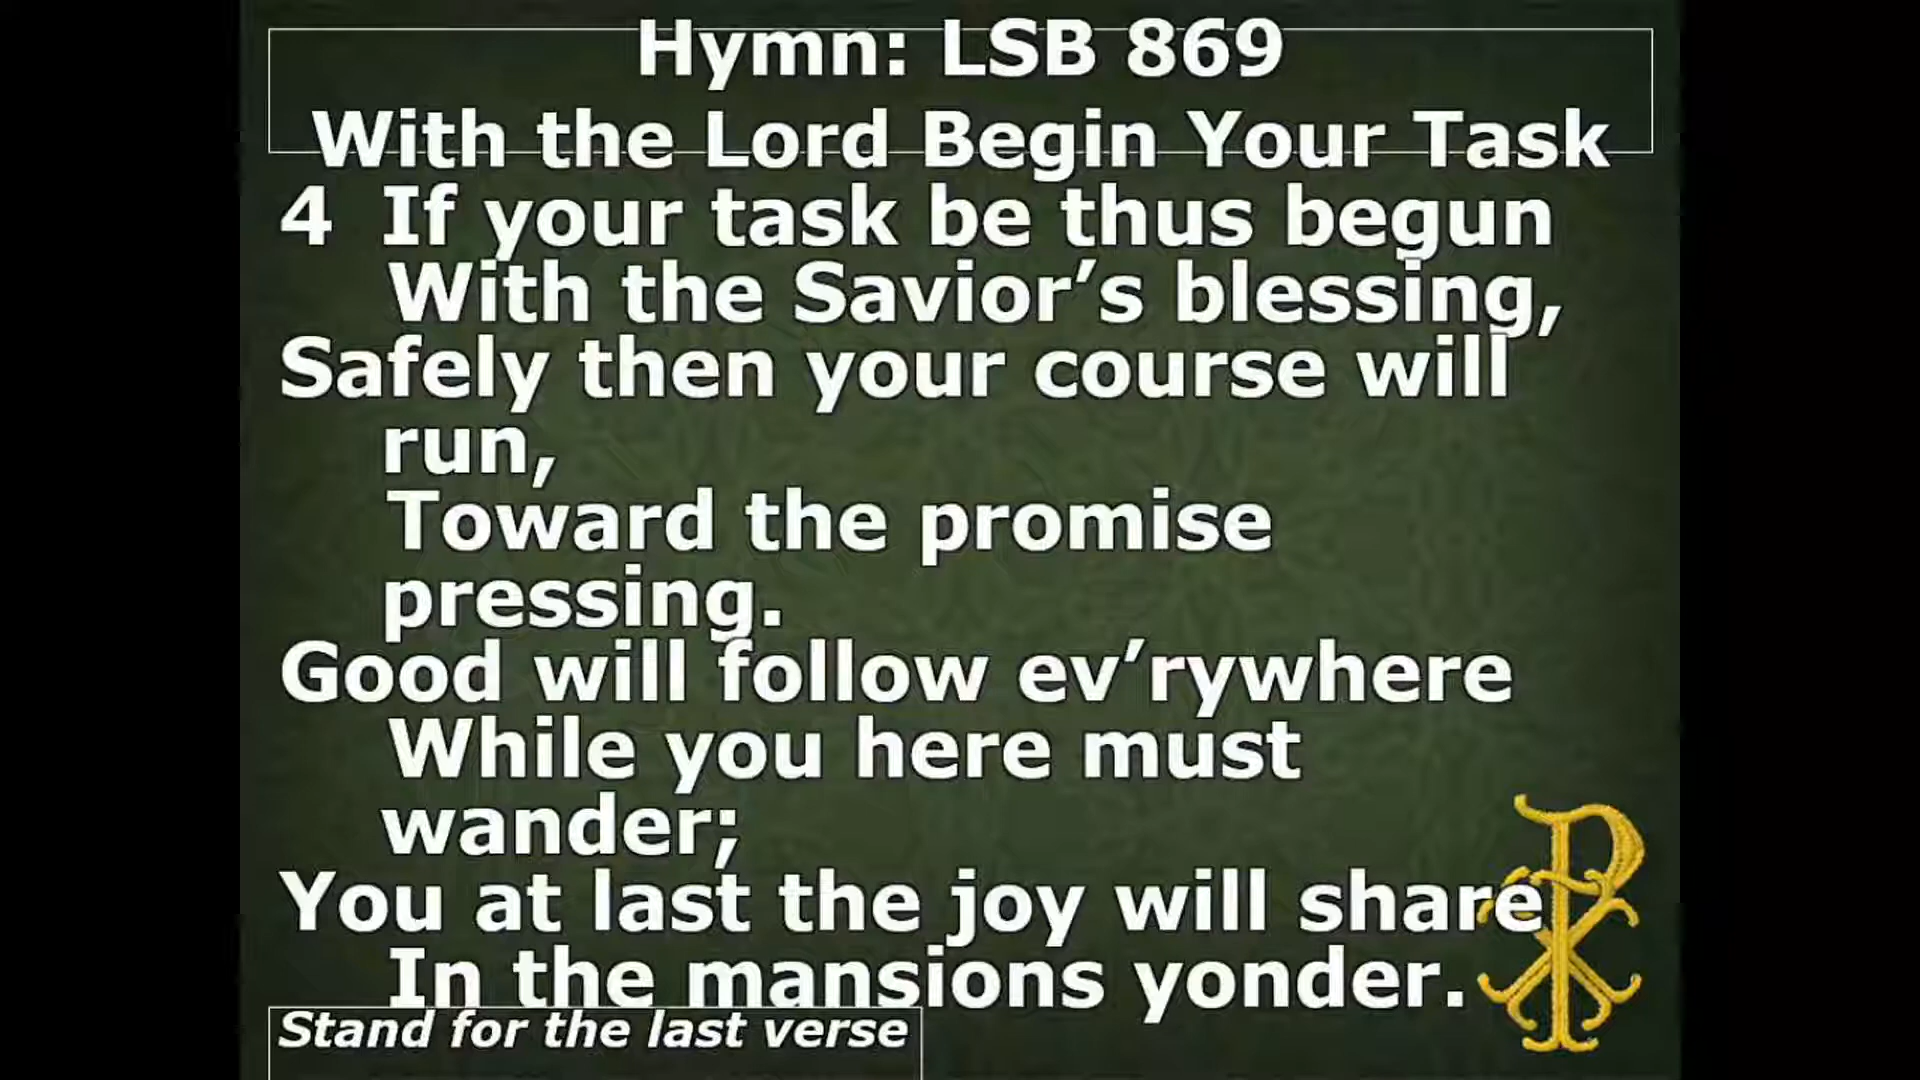 Hymn: LSB 869
With the Lord Begin Your Task
4 If your task be thus begun
With the Savior’s blessing,
Safely then your course will
run,
Toward the promise
pressing.
Good will follow ev’rywhere
While you here must
wander;
You at last the joy will share
In the mansions yonder.
Stand for the last verse